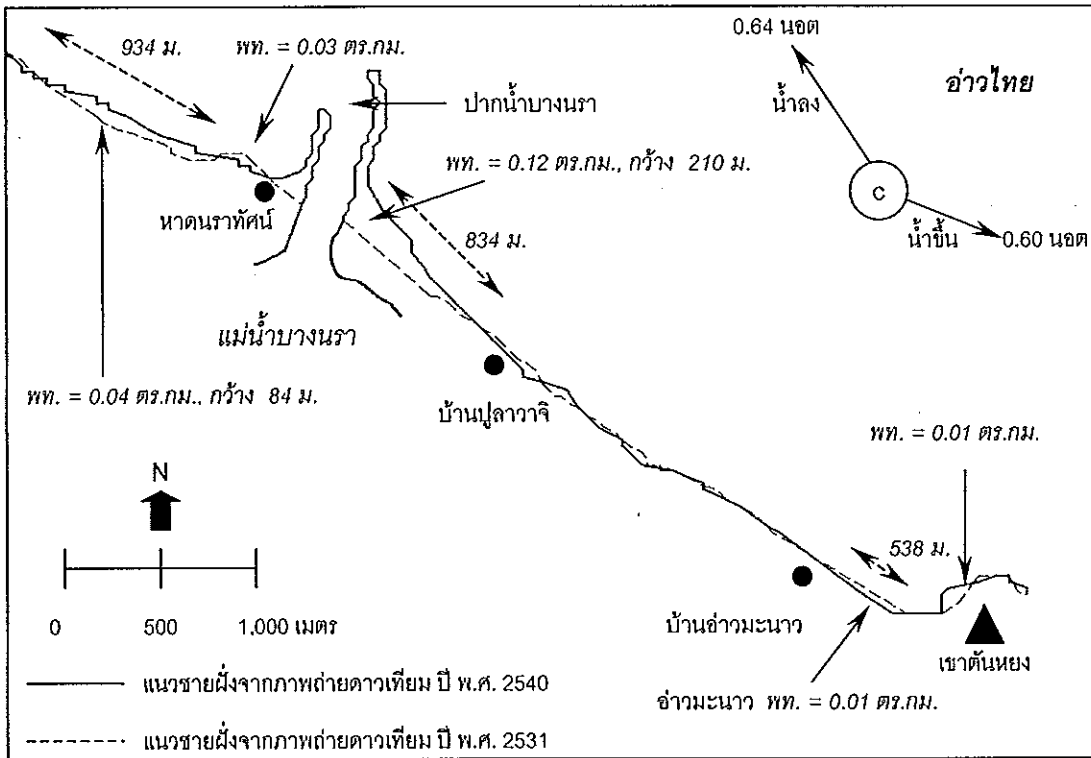 934 ม.
พท. = 0.03 ตร.กม.
0.64 นอต
อ่าวไทย
น้ำลง
ปากน้ำบางนรา
พท. = 0.12 ตร.กม., กว้าง 210 ม.
C
หาดนราทัศน์
834 ม.
น้ำขึ้น
0.60 นอต
แม่น้ำบางนรา
พท. = 0.04 ตร.กม., กว้าง 84 ม.
บ้านปูลาวาจิ
พท. = 0.01 ตร.กม.
N
538 ม.
0 500 1,000 เมตร
บ้านอ่าวมะนาว
เขาตันหยง
แนวชายฝั่งจากภาพถ่ายดาวเทียม ปี พ.ศ. 2540
อ่าวมะนาว พท. = 0.01 ตร.กม.
แนวชายฝั่งจากภาพถ่ายดาวเทียม ปี พ.ศ. 2531